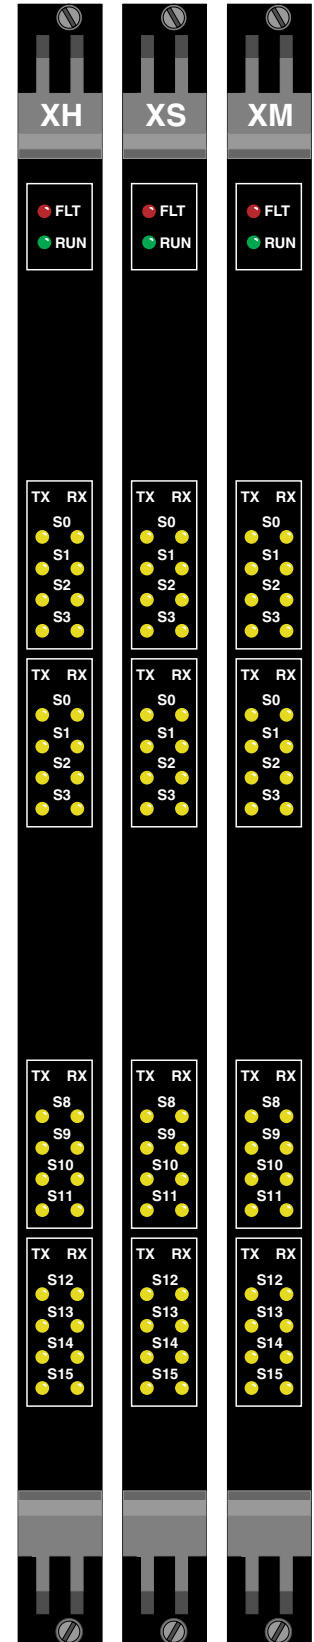 XH
FLT
RUN
TX RX
S0
S1
S2
S3
TX RX
S0
S1
S2
S3
TX RX
S8
S9
S10
S11
TX RX
S12
S13
S14
S15
XS
FLT
RUN
TX RX
S0
S1
S2
S3
TX RX
S0
S1
S2
S3
TX RX
S8
S9
S10
S11
TX RX
S12
S13
S14
S15
XM
FLT
RUN
TX RX
S0
S1
S2
S3
TX RX
S0
S1
S2
S3
TX RX
S8
S9
S10
S11
TX RX
S12
S13
S14
S15